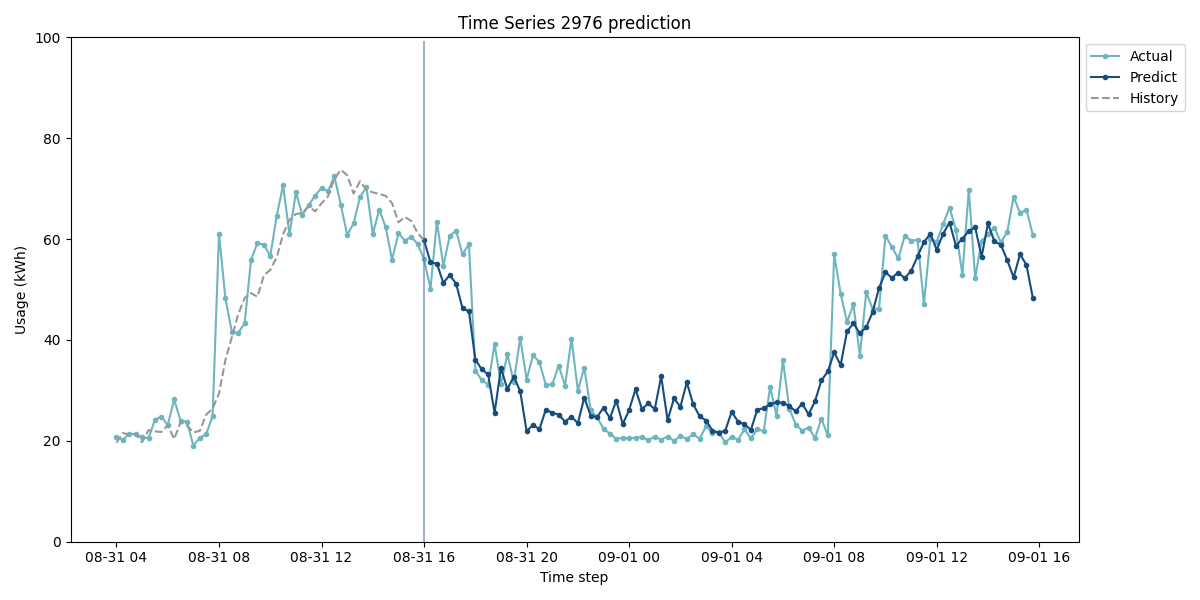 Time Series 2976 prediction
100
80
60
40
20
0
Usage (kWh)
08-31 04
08-31 08
08-31 12
08-31 16
08-31 20
09-01 00
09-01 04
09-01 08
09-01 12
09-01 16
Time step
Actual
Predict
History